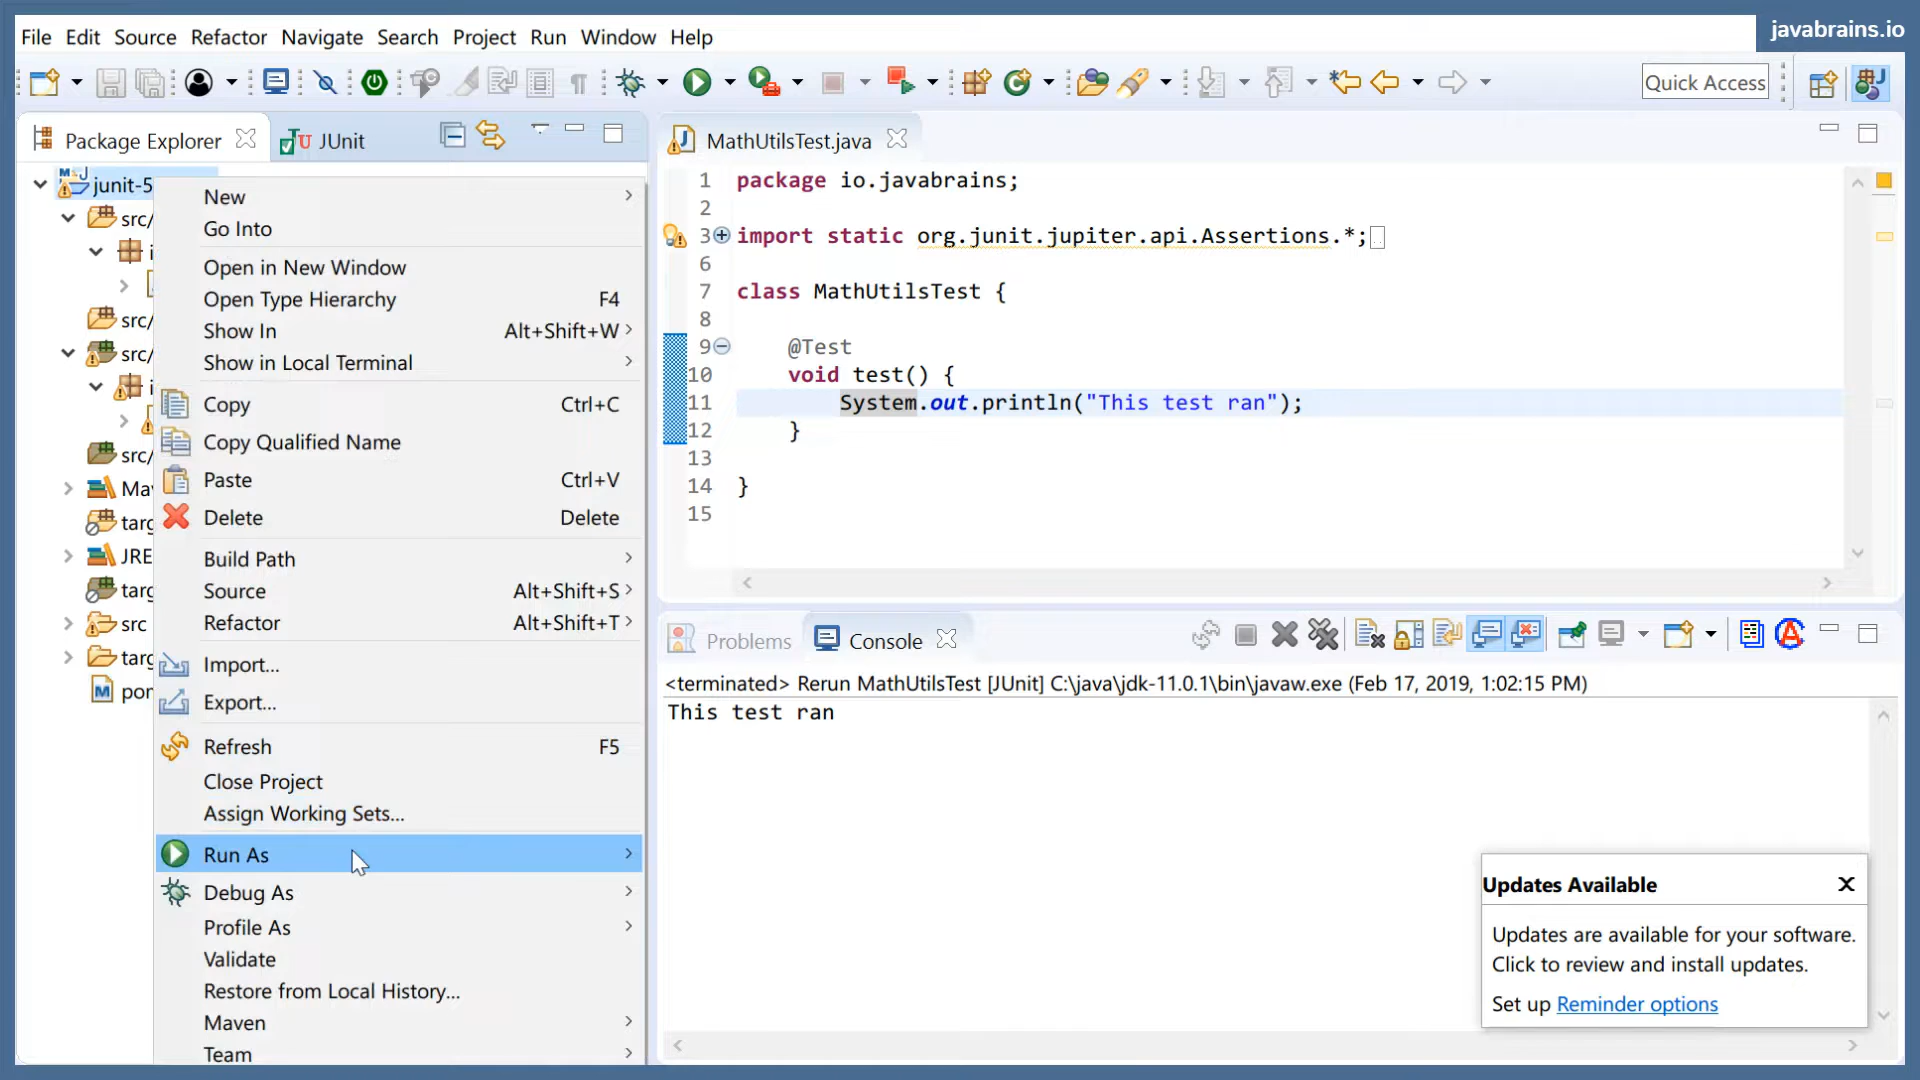 javabrains.io
File Edit Source Refactor Navigate Search Project Run Window Help
Quick Access
Package Explorer
JUnit
junit-5
src/
src/
src/
src/
JRE
src
New
Go Into
Open in New Window
Open Type Hierarchy F4
Show In Alt+Shift+W
Show in Local Terminal
Copy Ctrl+C
Copy Qualified Name
Paste Ctrl+V
Delete Delete
Build Path
Source Alt+Shift+S
Refactor Alt+Shift+T
Import...
Export...
Refresh F5
Close Project
Assign Working Sets...
Run As
Debug As
Profile As
Validate
Restore from Local History...
Maven
Team
MathUtilsTest.java
1 package io.javabrains;
2
3 import static org.junit.jupiter.api.Assertions.*;
6
7 class MathUtilsTest {
8
9 @Test
10 void test() {
11 System.out.println("This test ran");
12 }
13
14 }
15
Problems Console
<terminated> Rerun MathUtilsTest [JUnit] C:\java\jdk-11.0.1\bin\javaw.exe (Feb 17, 2019, 1:02:15 PM)
This test ran
Updates Available X
Updates are available for your software.
Click to review and install updates.
Set up Reminder options